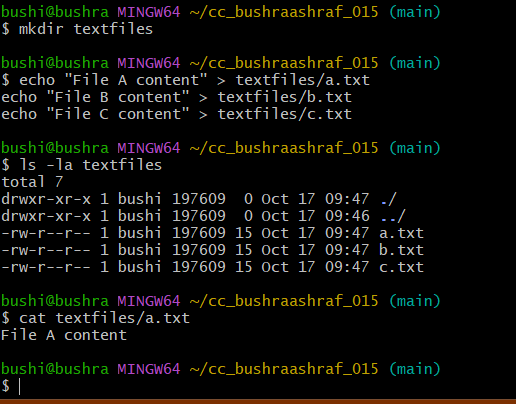 bushi@bushra MINGW64 ~/cc_bushraashraf_015 (main)
$ mkdir textfiles
bushi@bushra MINGW64 ~/cc_bushraashraf_015 (main)
$ echo "File A content" > textfiles/a.txt
echo "File B content" > textfiles/b.txt
echo "File C content" > textfiles/c.txt
bushi@bushra MINGW64 ~/cc_bushraashraf_015 (main)
$ ls -la textfiles
total 7
drwxr-xr-x 1 bushi 197609  0 Oct 17 09:47 ./
drwxr-xr-x 1 bushi 197609  0 Oct 17 09:46 ../
-rw-r--r-- 1 bushi 197609 15 Oct 17 09:47 a.txt
-rw-r--r-- 1 bushi 197609 15 Oct 17 09:47 b.txt
-rw-r--r-- 1 bushi 197609 15 Oct 17 09:47 c.txt
bushi@bushra MINGW64 ~/cc_bushraashraf_015 (main)
$ cat textfiles/a.txt
File A content
bushi@bushra MINGW64 ~/cc_bushraashraf_015 (main)
$